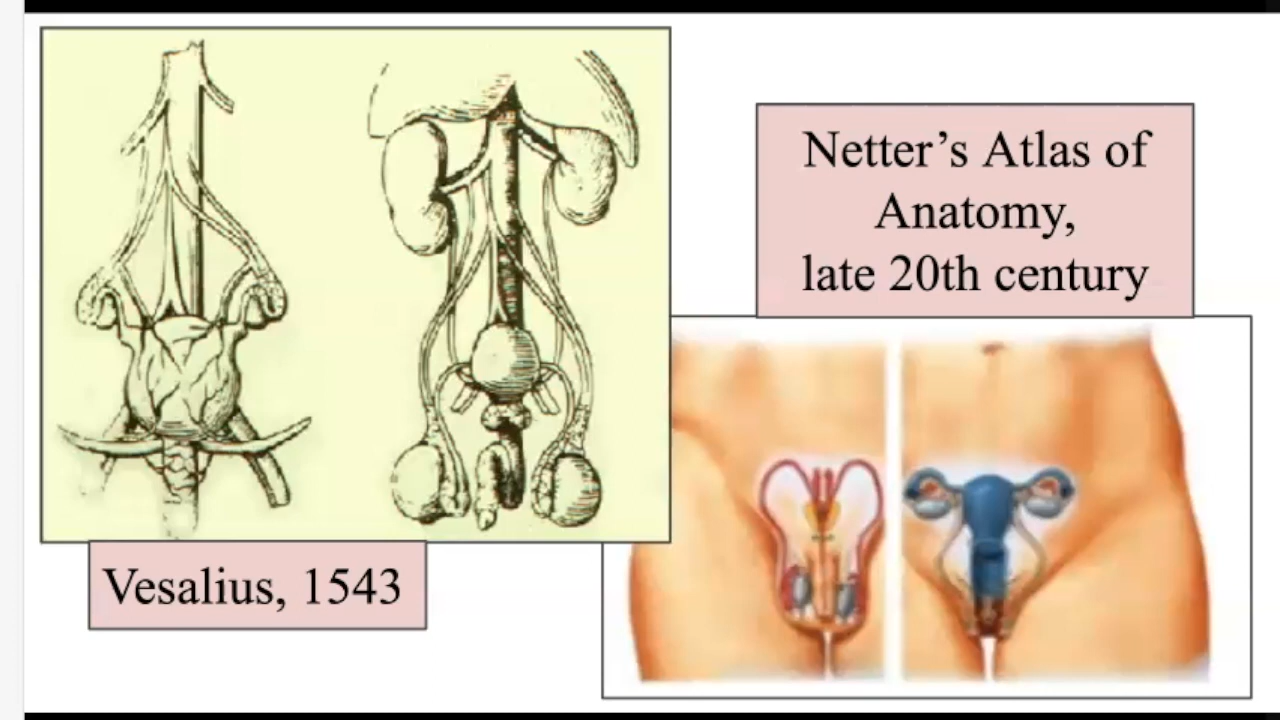 Netter’s Atlas of
Anatomy,
late 20th century
Vesalius, 1543